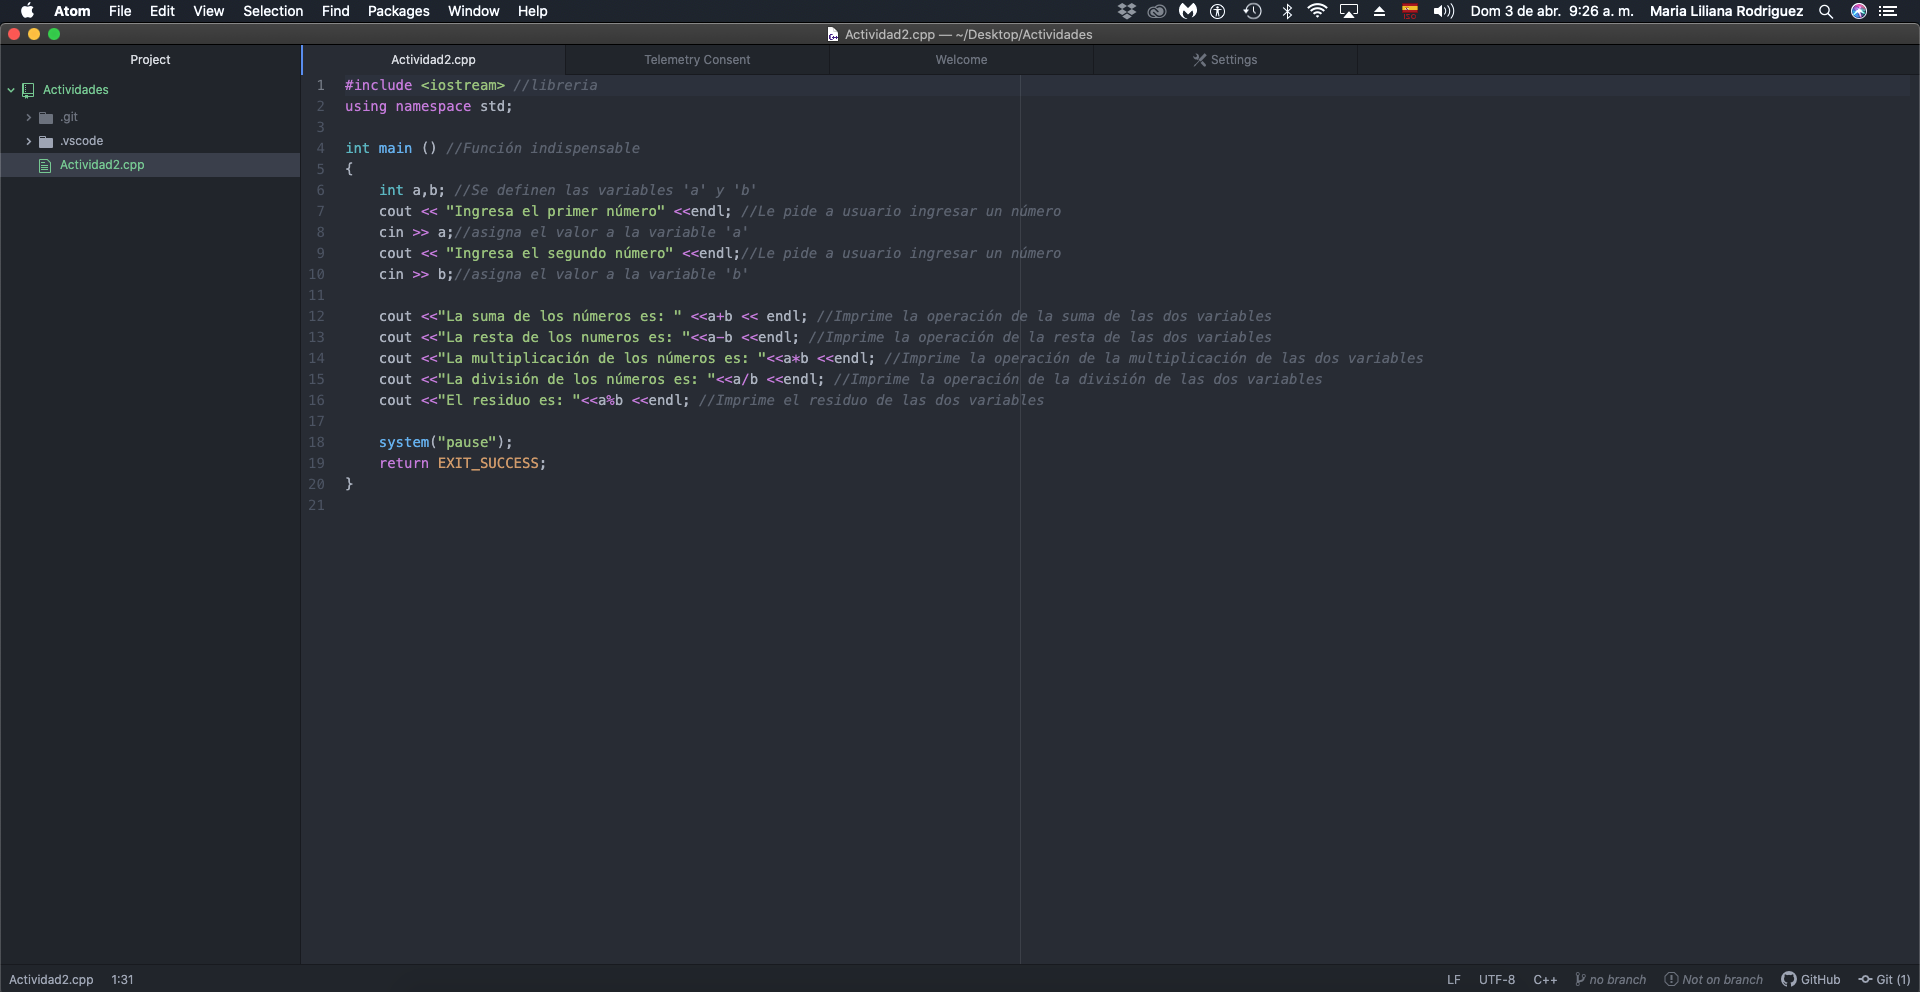 Atom File Edit View Selection Find Packages Window Help Dom 3 de abr. 9:26 a. m. Maria Liliana Rodriguez
Actividad2.cpp — ~/Desktop/Actividades
Project
Actividad2.cpp Telemetry Consent Welcome Settings
Actividades
.git
.vscode
Actividad2.cpp
1 #include <iostream> //libreria
2 using namespace std;
3
4 int main () //Función indispensable
5 {
6     int a,b; //Se definen las variables 'a' y 'b'
7     cout << "Ingresa el primer número" <<endl; //Le pide a usuario ingresar un número
8     cin >> a;//asigna el valor a la variable 'a'
9     cout << "Ingresa el segundo número" <<endl;//Le pide a usuario ingresar un número
10     cin >> b;//asigna el valor a la variable 'b'
11
12     cout <<"La suma de los números es: " <<a+b << endl; //Imprime la operación de la suma de las dos variables
13     cout <<"La resta de los numeros es: "<<a-b <<endl; //Imprime la operación de la resta de las dos variables
14     cout <<"La multiplicación de los números es: "<<a*b <<endl; //Imprime la operación de la multiplicación de las dos variables
15     cout <<"La división de los números es: "<<a/b <<endl; //Imprime la operación de la división de las dos variables
16     cout <<"El residuo es: "<<a%b <<endl; //Imprime el residuo de las dos variables
17
18     system("pause");
19     return EXIT_SUCCESS;
20 }
21
Actividad2.cpp 1:31 LF UTF-8 C++ no branch Not on branch GitHub Git (1)